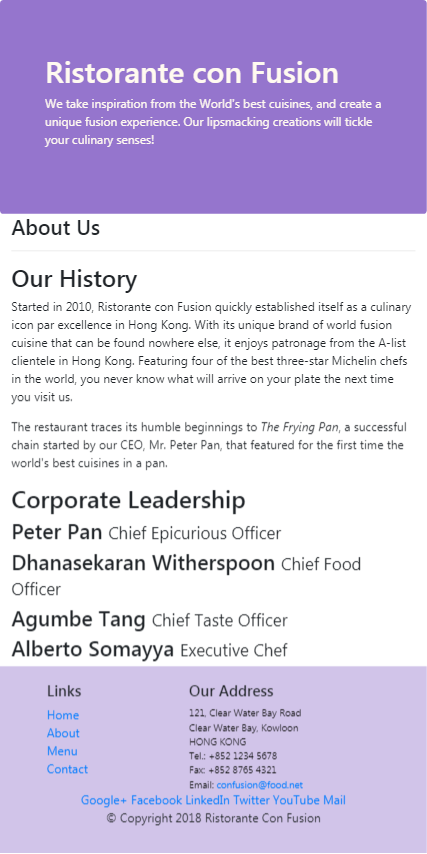 Ristorante con Fusion
We take inspiration from the World's best cuisines, and create a
unique fusion experience. Our lipsmacking creations will tickle
your culinary senses!
About Us
Our History
Started in 2010, Ristorante con Fusion quickly established itself as a culinary
icon par excellence in Hong Kong. With its unique brand of world fusion
cuisine that can be found nowhere else, it enjoys patronage from the A-list
clientele in Hong Kong. Featuring four of the best three-star Michelin chefs
in the world, you never know what will arrive on your plate the next time
you visit us.
The restaurant traces its humble beginnings to The Frying Pan, a successful
chain started by our CEO, Mr. Peter Pan, that featured for the first time the
world's best cuisines in a pan.
Corporate Leadership
Peter Pan Chief Epicurious Officer
Dhanasekaran Witherspoon Chief Food
Officer
Agumbe Tang Chief Taste Officer
Alberto Somayya Executive Chef
Links
Home
About
Menu
Contact
Our Address
121, Clear Water Bay Road
Clear Water Bay, Kowloon
HONG KONG
Tel.: +852 1234 5678
Fax: +852 8765 4321
Email: confusion@food.net
Google+ Facebook LinkedIn Twitter YouTube Mail
© Copyright 2018 Ristorante Con Fusion